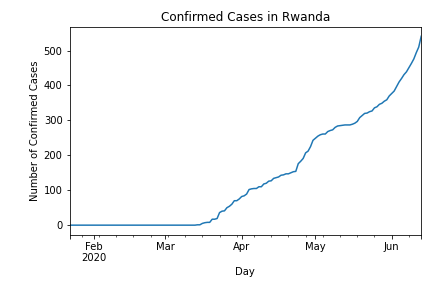 Confirmed Cases in Rwanda
Number of Confirmed Cases
500
400
300
200
100
0
Feb Mar Apr May Jun
2020
Day